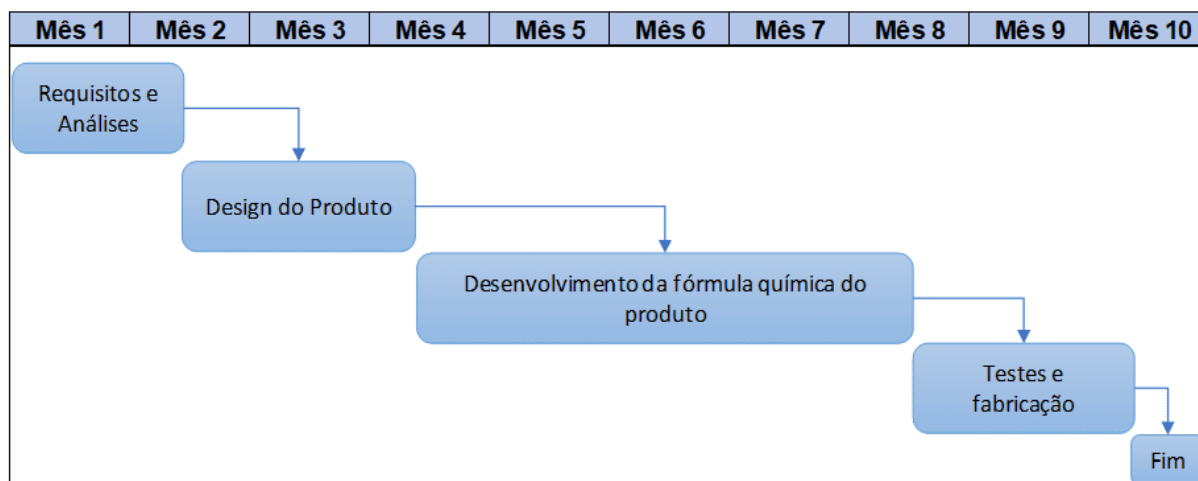 Mês 1 Mês 2 Mês 3 Mês 4 Mês 5 Mês 6 Mês 7 Mês 8 Mês 9 Mês 10
Requisitos e
Análises
Design do Produto
Desenvolvimento da fórmula química do
produto
Testes e
fabricação
Fim